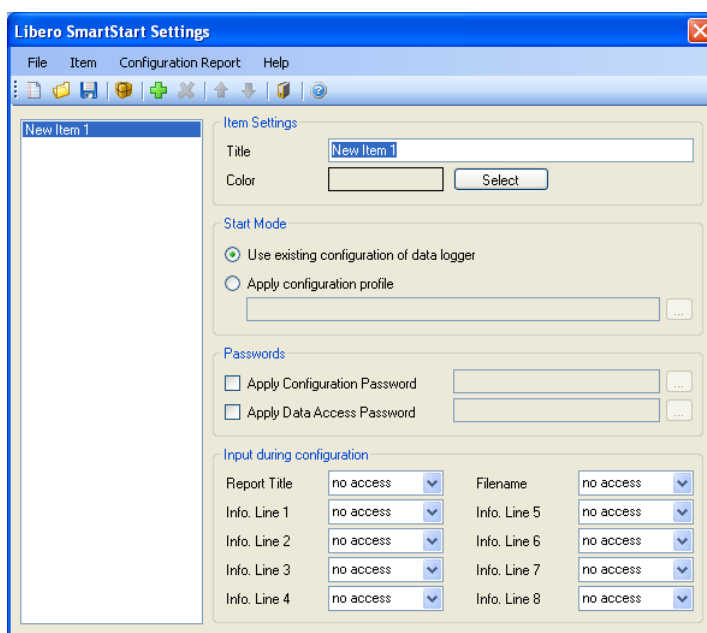 Libero SmartStart Settings
File Item Configuration Report Help
New Item 1
Item Settings
Title New Item 1
Color Select
Start Mode
Use existing configuration of data logger
Apply configuration profile
...
Passwords
Apply Configuration Password ...
Apply Data Access Password ...
Input during configuration
Report Title no access Filename no access
Info. Line 1 no access Info. Line 5 no access
Info. Line 2 no access Info. Line 6 no access
Info. Line 3 no access Info. Line 7 no access
Info. Line 4 no access Info. Line 8 no access